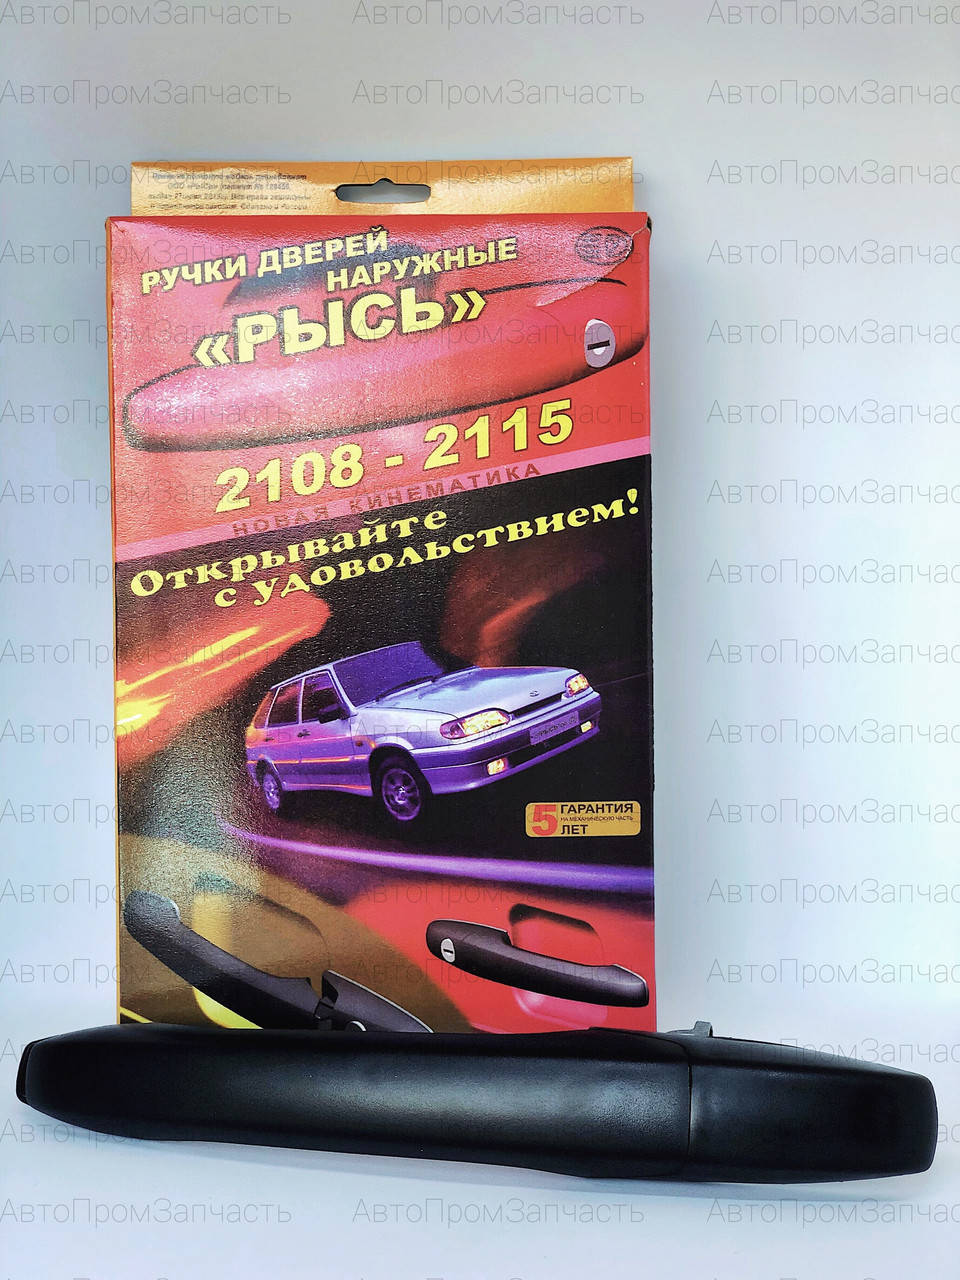 АвтоПромЗапчасть
РУЧКИ ДВЕРЕЙ
НАРУЖНЫЕ
«РЫСЬ»
2108 - 2115
НОВАЯ КИНЕМАТИКА
Открывайте
с удовольствием!
5 ГАРАНТИЯ
НА МЕХАНИЧЕСКУЮ ЧАСТЬ
ЛЕТ